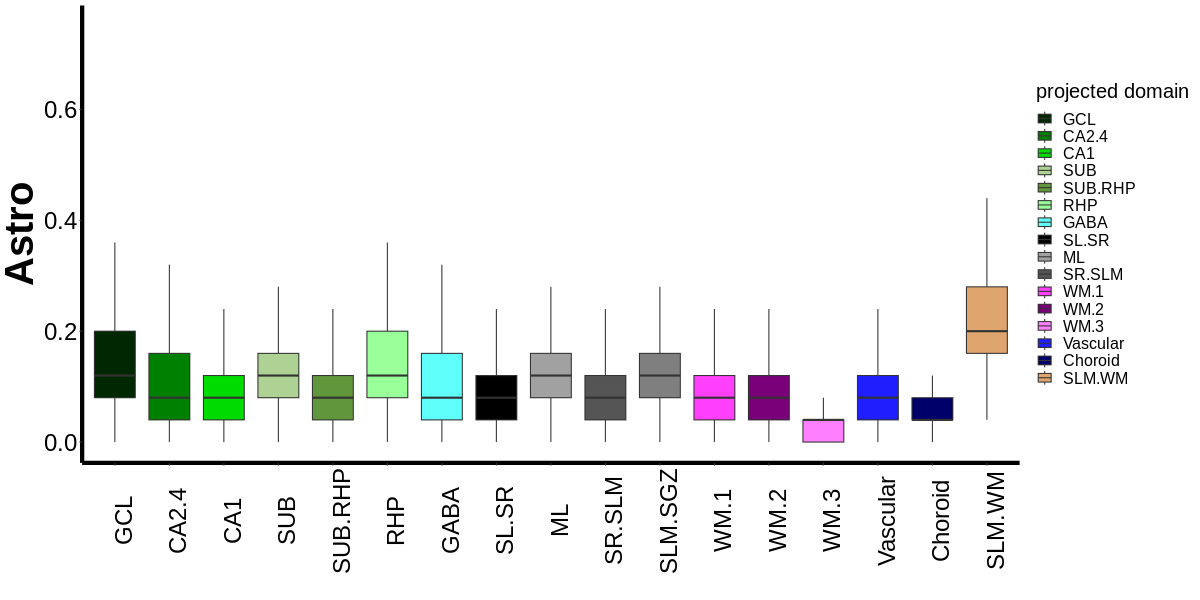 Astro
0.6
0.4
0.2
0.0
GCL
CA2.4
CA1
SUB
SUB.RHP
RHP
GABA
SL.SR
ML
SR.SLM
SLM.SGZ
WM.1
WM.2
WM.3
Vascular
Choroid
SLM.WM
projected domain
GCL
CA2.4
CA1
SUB
SUB.RHP
RHP
GABA
SL.SR
ML
SR.SLM
WM.1
WM.2
WM.3
Vascular
Choroid
SLM.WM